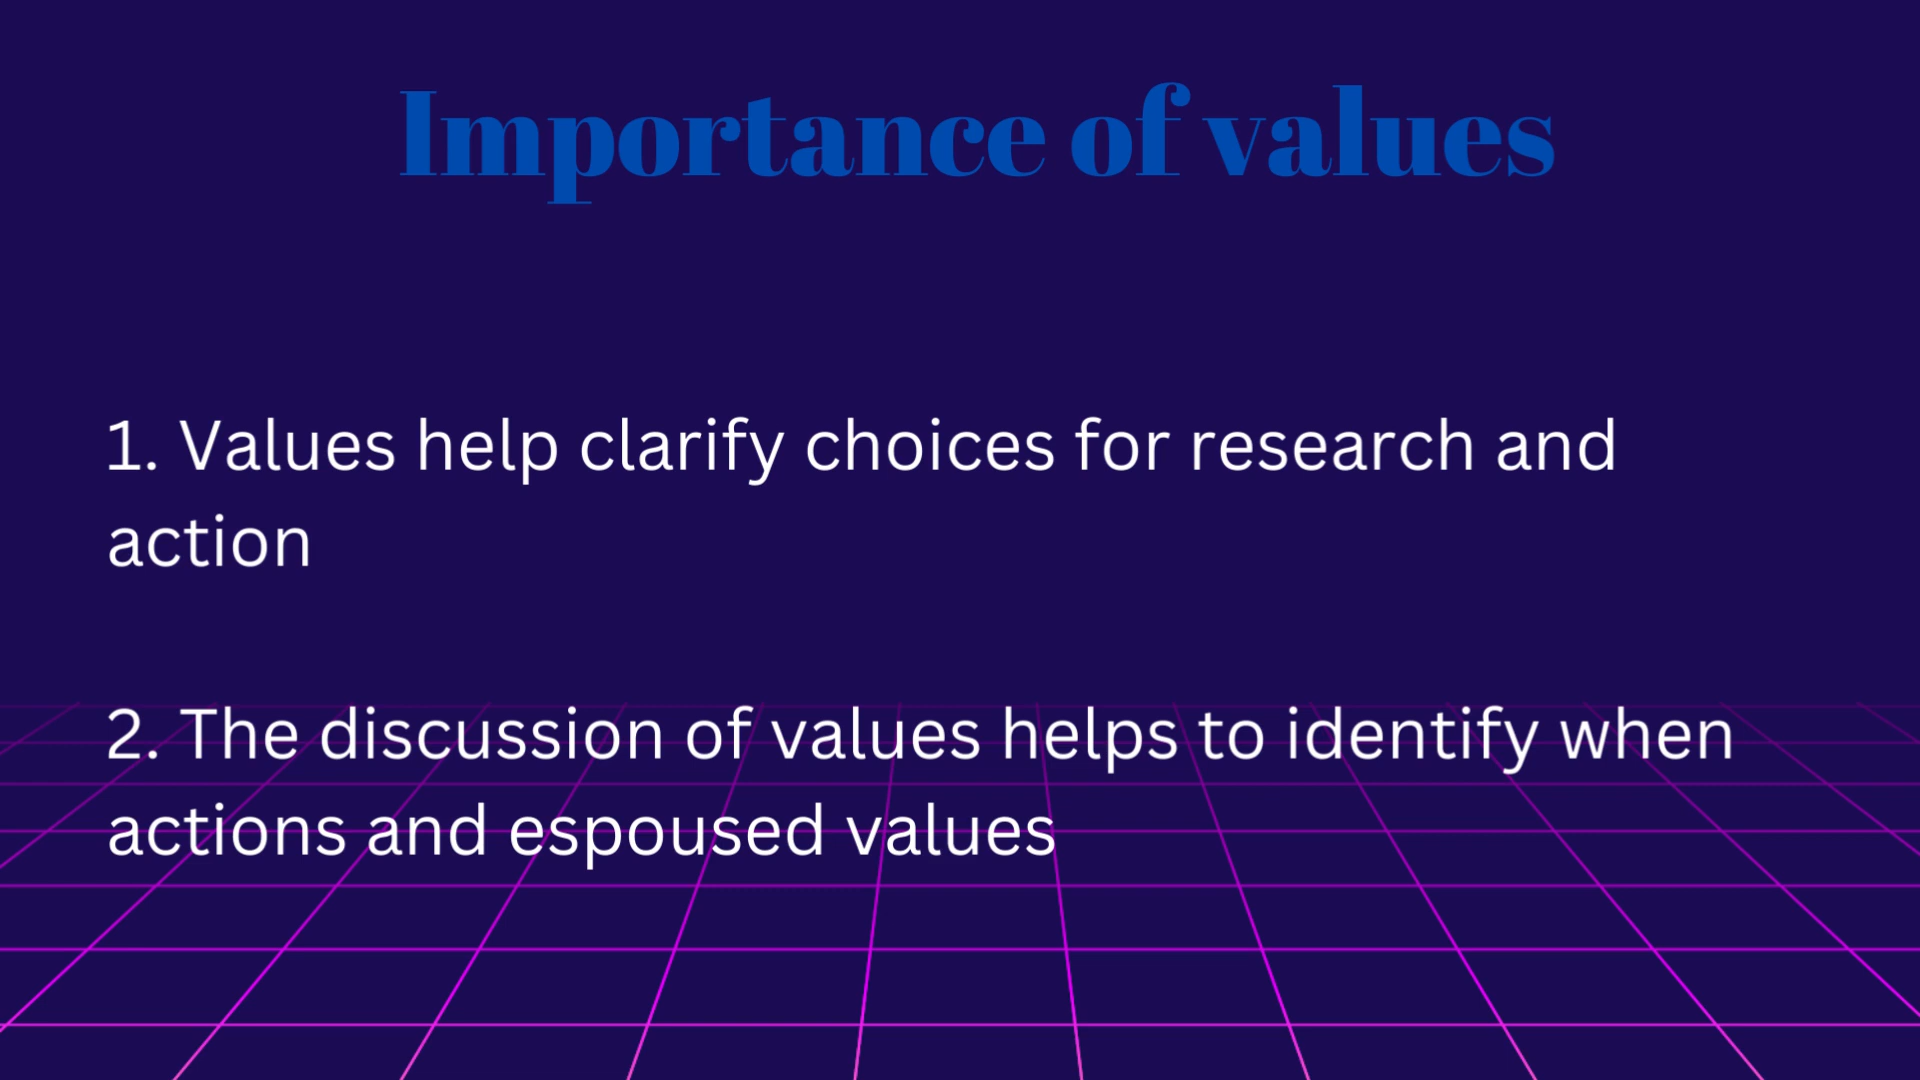 Importance of values
1. Values help clarify choices for research and
action
2. The discussion of values helps to identify when
actions and espoused values